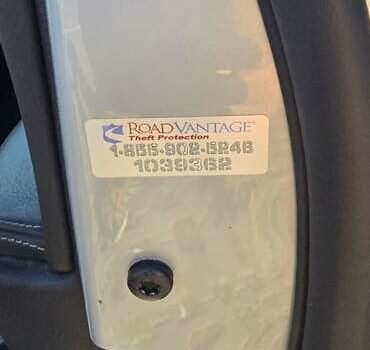 ROADVANTAGE
Theft Protection
1-855-902-5246
1039362